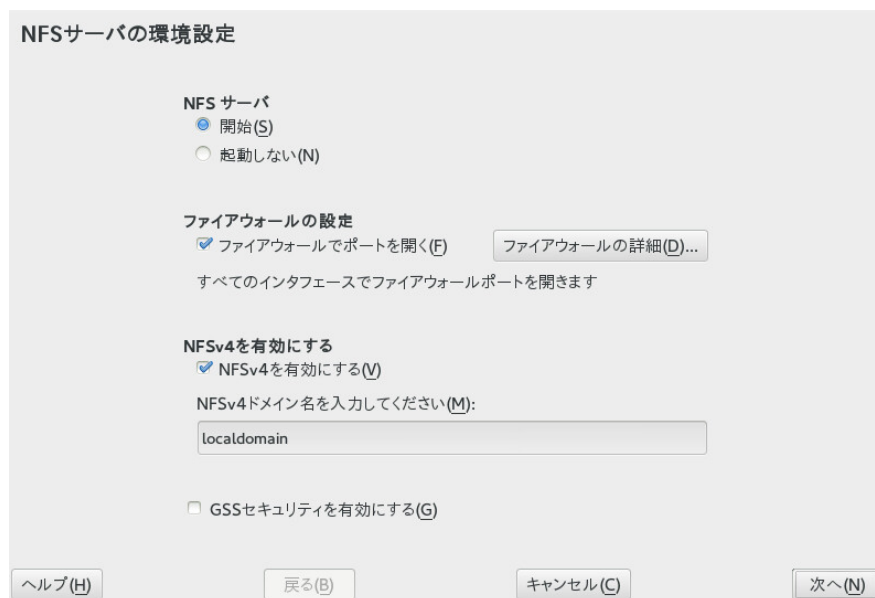 NFSサーバの環境設定
NFS サーバ
開始(S)
起動しない(N)
ファイアウォールの設定
ファイアウォールでポートを開く(F)
ファイアウォールの詳細(D)...
すべてのインタフェースでファイアウォールポートを開きます
NFSv4を有効にする
NFSv4を有効にする(V)
NFSv4ドメイン名を入力してください(M):
localdomain
GSSセキュリティを有効にする(G)
ヘルプ(H)
戻る(B)
キャンセル(C)
次へ(N)